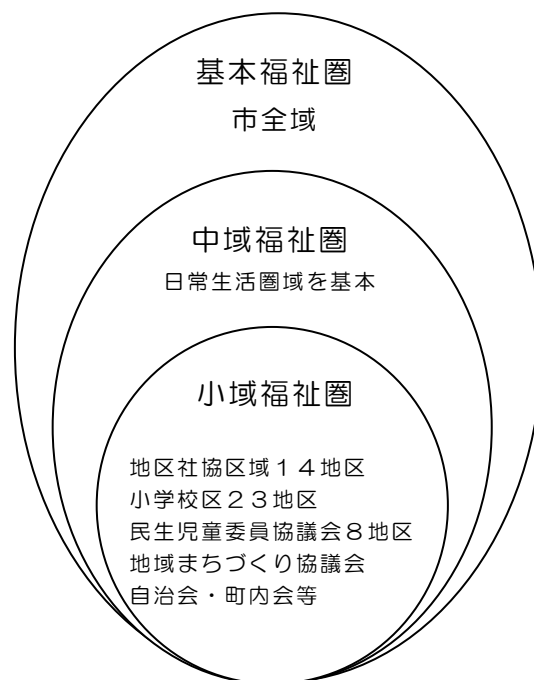 基本福祉圏
市全域
中域福祉圏
日常生活圏域を基本
小域福祉圏
地区社協区域１４地区
小学校区２３地区
民生児童委員協議会８地区
地域まちづくり協議会
自治会・町内会等